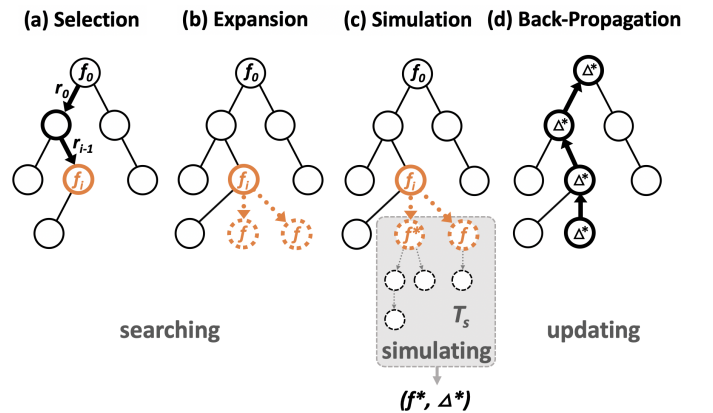 (a) Selection
(b) Expansion
(c) Simulation
(d) Back-Propagation
f₀
r₀
rᵢ₋₁
fᵢ
f₀
fᵢ
f
f
f₀
fᵢ
f*
f
Tₛ
simulating
(f*, Δ*)
Δ*
Δ*
Δ*
Δ*
searching
updating